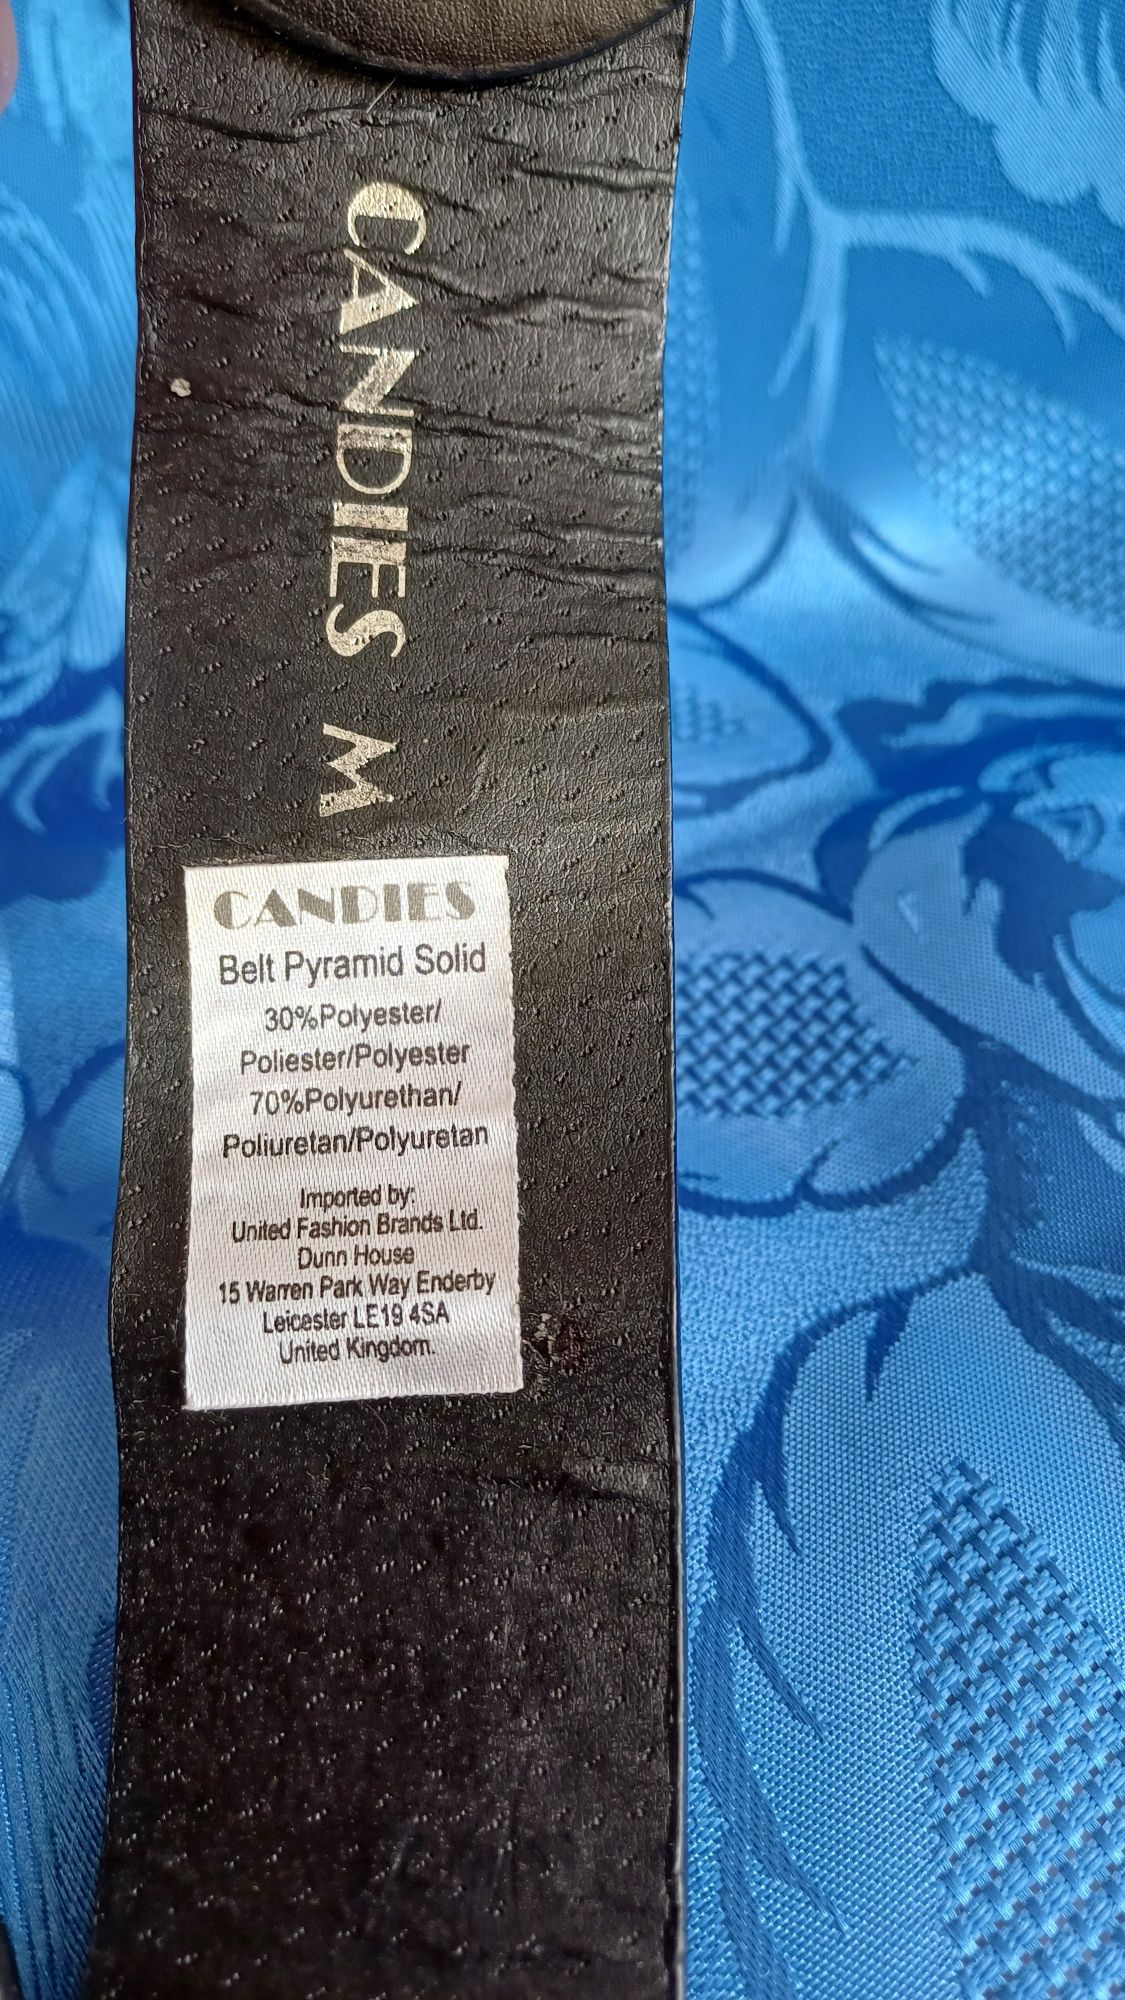 CANDIES M
CANDIES
Belt Pyramid Solid
30%Polyester/
Poliester/Polyester
70%Polyurethan/
Poliuretan/Polyuretan
Imported by:
United Fashion Brands Ltd.
Dunn House
15 Warren Park Way Enderby
Leicester LE19 4SA
United Kingdom.